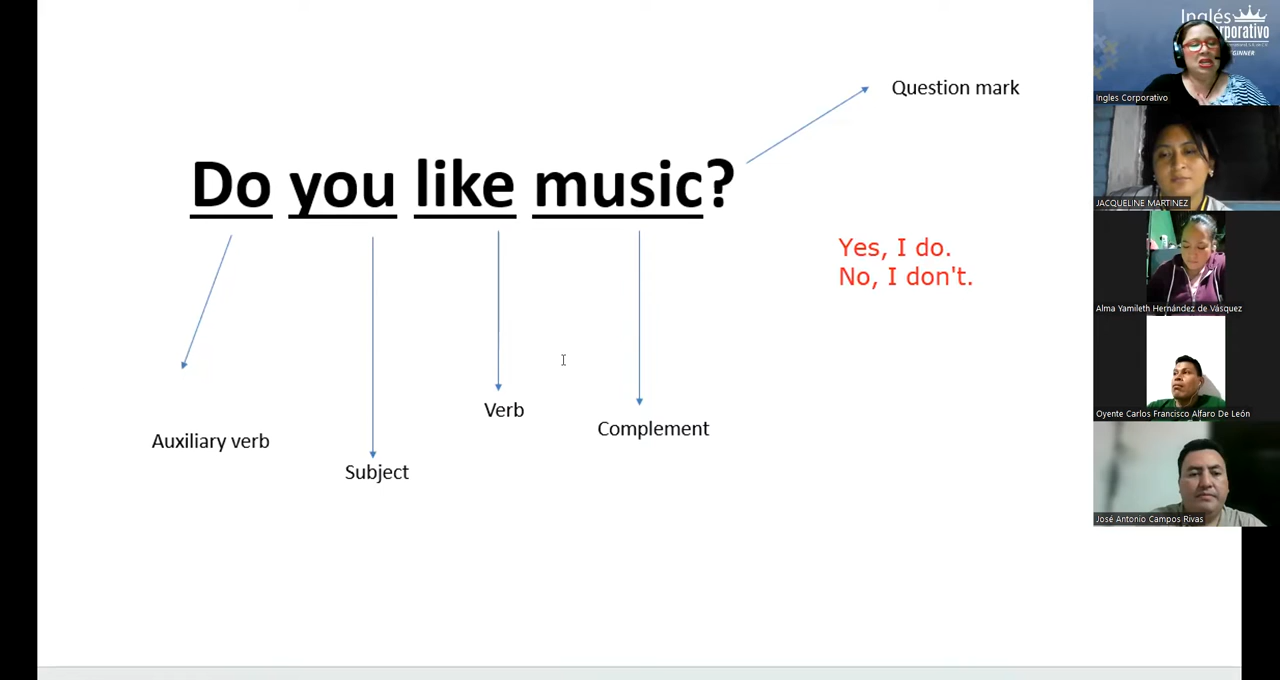 Question mark
Do you like music?
Yes, I do.
No, I don't.
Verb
Complement
Auxiliary verb
Subject
Inglés
GINNER
Ingles Corporativo
JACQUELINE MARTINEZ
Alma Yamileth Hernández de Vásquez
Oyente Carlos Francisco Alfaro De León
José Antonio Campos Rivas